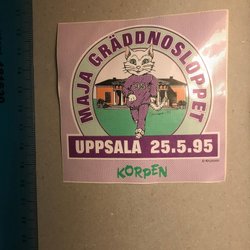 MAJA GRÄDDNOSLOPPET
UPPSALA 25.5.95
KORPEN